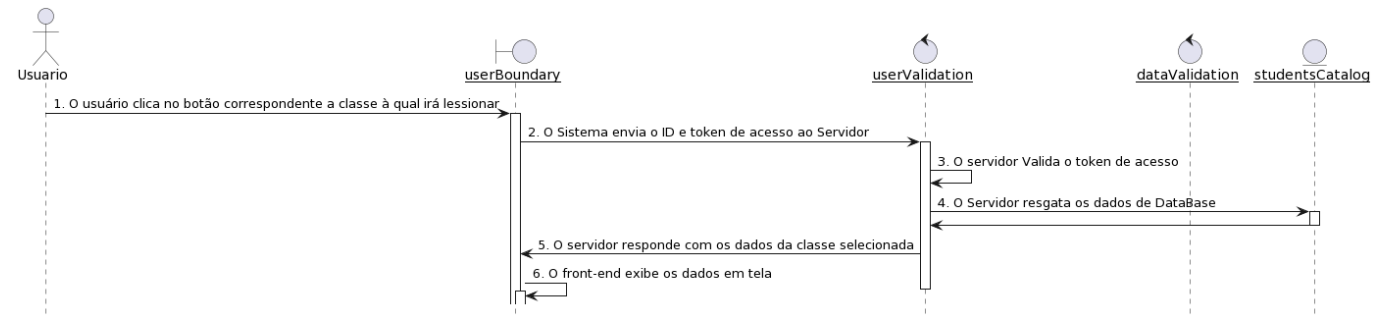 Usuario
userBoundary
userValidation
dataValidation
studentsCatalog
1. O usuário clica no botão correspondente a classe à qual irá lessionar
2. O Sistema envia o ID e token de acesso ao Servidor
3. O servidor Valida o token de acesso
4. O Servidor resgata os dados de DataBase
5. O servidor responde com os dados da classe selecionada
6. O front-end exibe os dados em tela